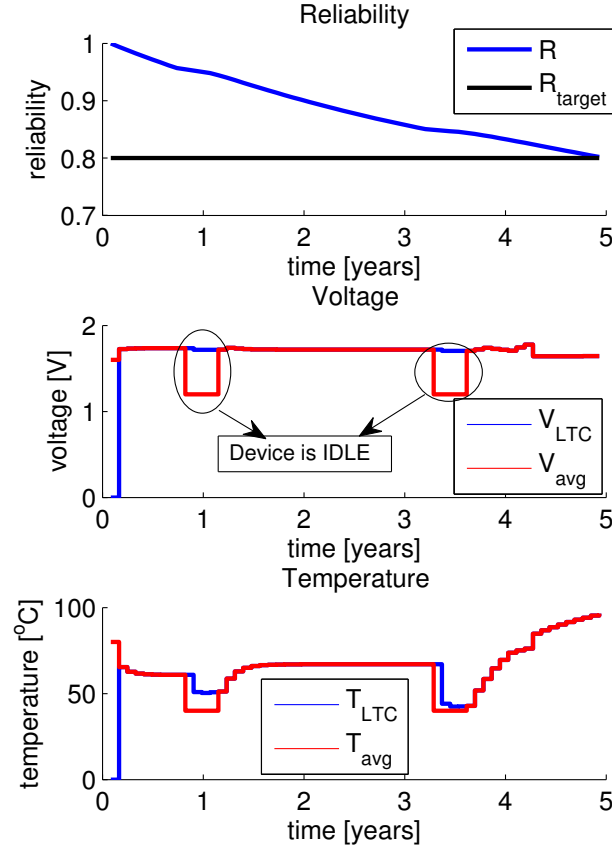 Reliability
reliability
1
0.9
0.8
0.7
R
R_target
0 1 2 3 4 5
time [years]
Voltage
voltage [V]
2
1
0
Device is IDLE
V_LTC
V_avg
0 1 2 3 4 5
time [years]
Temperature
temperature [°C]
100
50
0
T_LTC
T_avg
0 1 2 3 4 5
time [years]